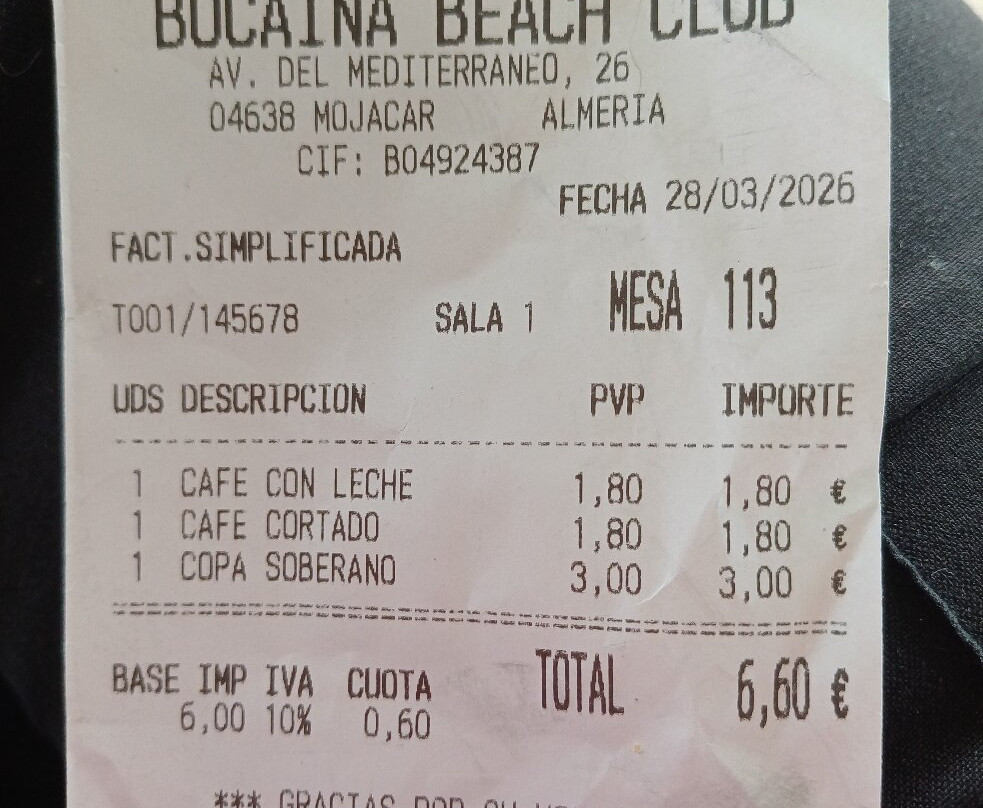 BOCAINA BEACH CLUB
AV. DEL MEDITERRANEO, 26
04638 MOJACAR ALMERIA
CIF: B04924387
FECHA 28/03/2026
FACT.SIMPLIFICADA
T001/145678 SALA 1 MESA 113
UDS DESCRIPCION PVP IMPORTE
1 CAFE CON LECHE 1,80 1,80 €
1 CAFE CORTADO 1,80 1,80 €
1 COPA SOBERANO 3,00 3,00 €
BASE IMP IVA CUOTA TOTAL 6,60 €
6,00 10% 0,60
*** GRACIAS POR SU